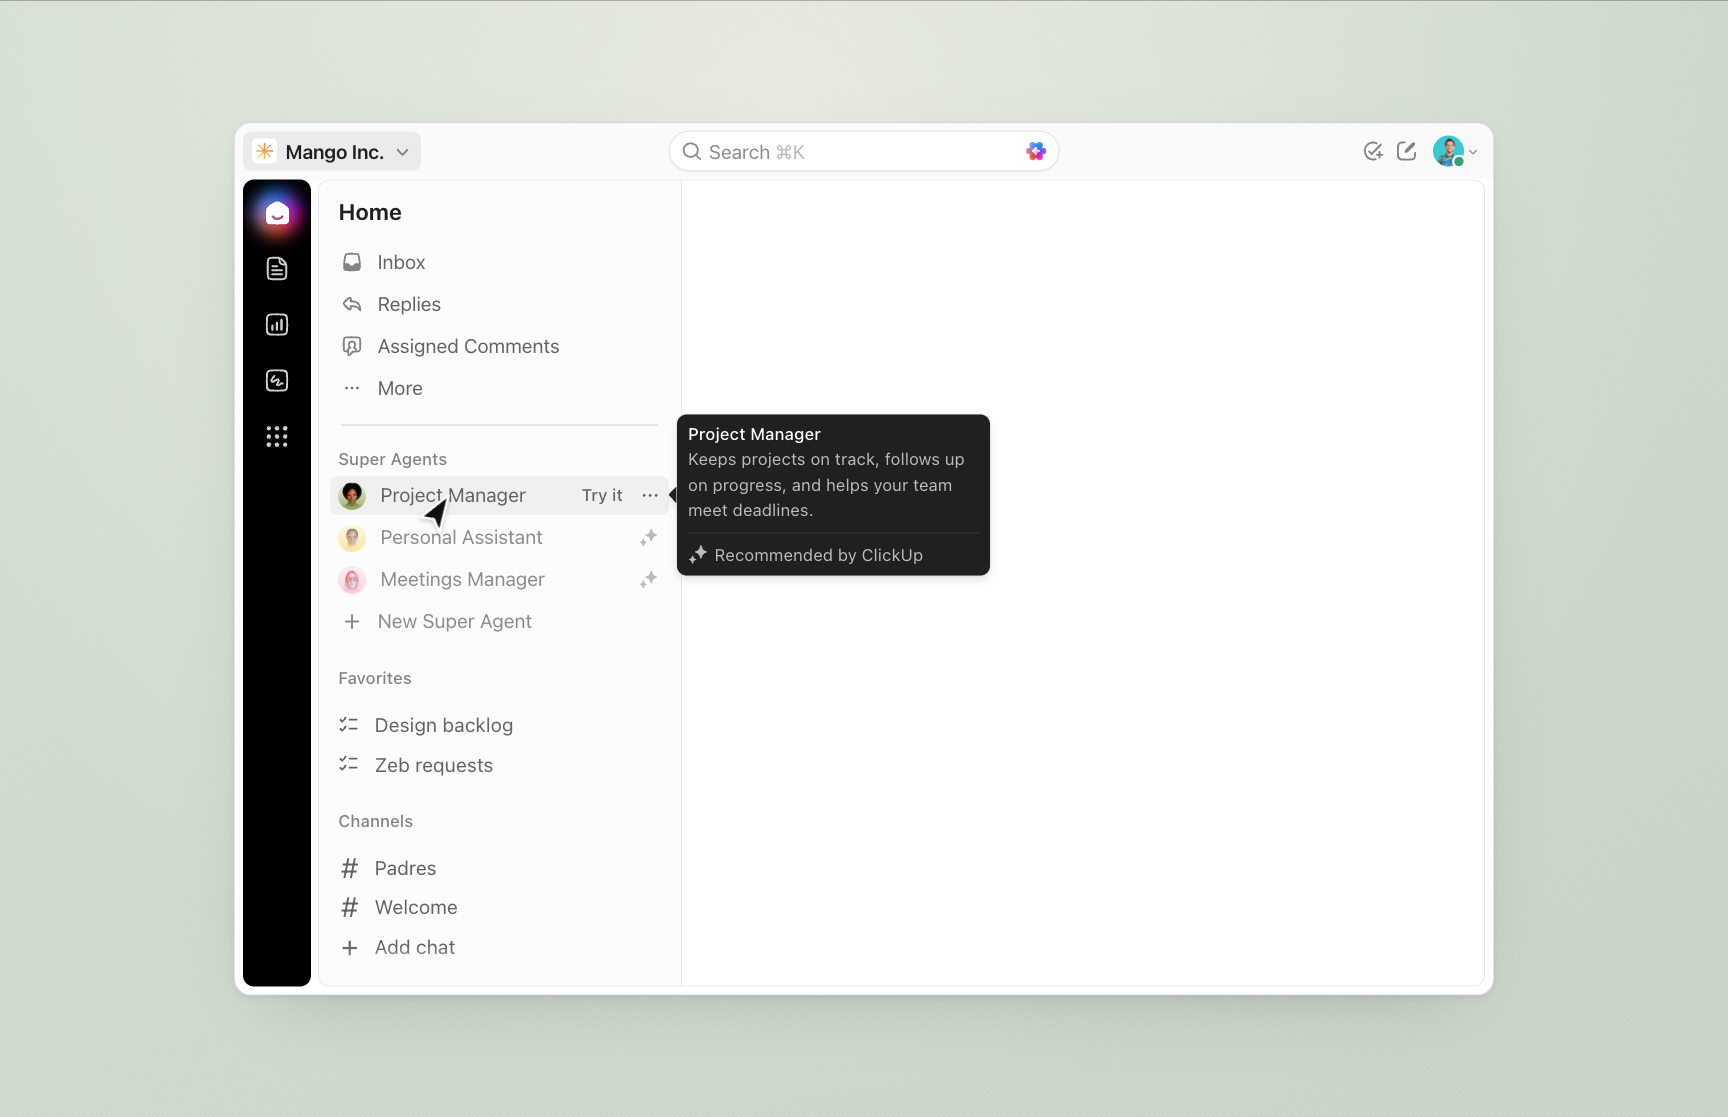 Mango Inc.
Search ⌘K
Home
Inbox
Replies
Assigned Comments
More
Super Agents
Project Manager Try it
Personal Assistant
Meetings Manager
New Super Agent
Project Manager
Keeps projects on track, follows up
on progress, and helps your team
meet deadlines.
Recommended by ClickUp
Favorites
Design backlog
Zeb requests
Channels
Padres
Welcome
Add chat